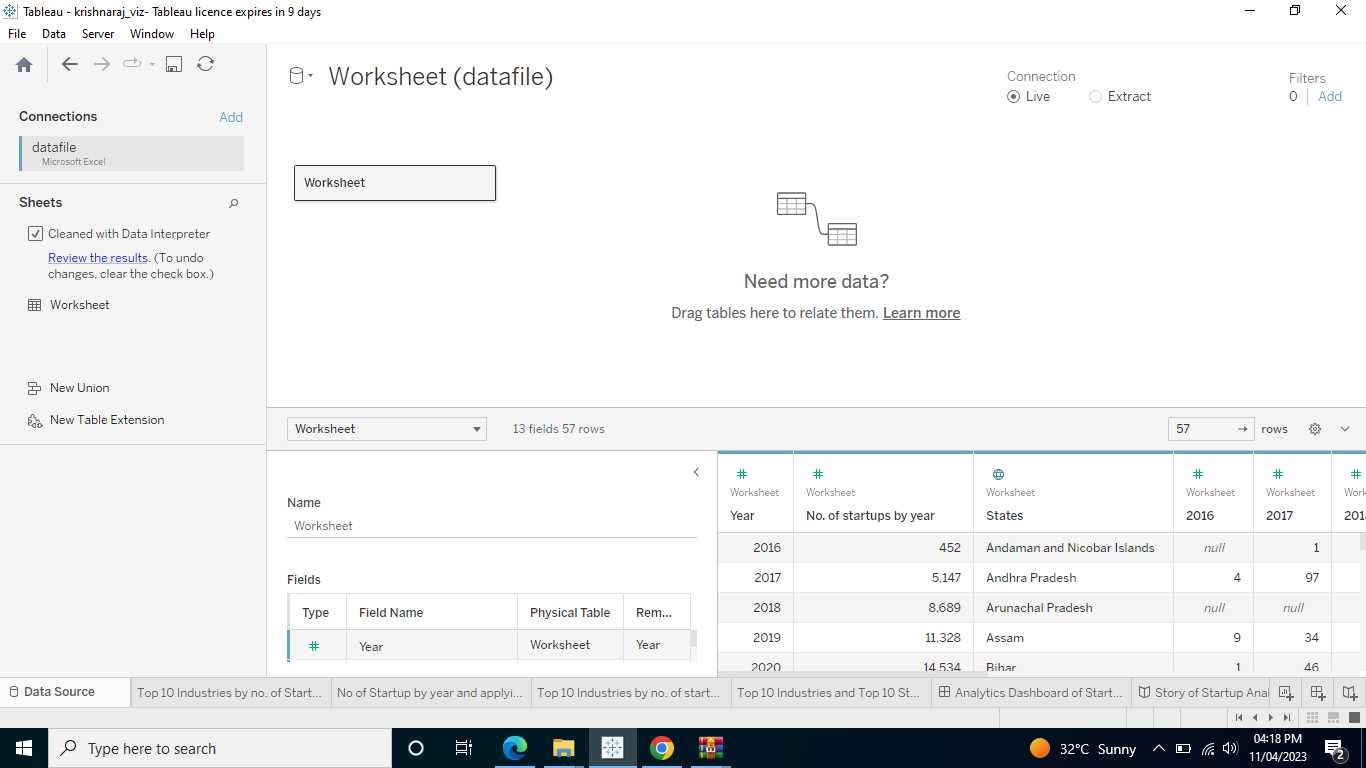 Tableau - krishnaraj_viz- Tableau licence expires in 9 days
File Data Server Window Help
Connections Add
datafile
Microsoft Excel
Sheets
Cleaned with Data Interpreter
Review the results. (To undo
changes, clear the check box.)
Worksheet
New Union
New Table Extension
Worksheet (datafile)
Connection
Live Extract
Filters
0 Add
Worksheet
Need more data?
Drag tables here to relate them. Learn more
Worksheet 13 fields 57 rows 57 rows
Name
Worksheet
Fields
Type Field Name Physical Table Rem...
Year Worksheet Year
Worksheet Worksheet Worksheet Worksheet Worksheet
Year No. of startups by year States 2016 2017
2016 452 Andaman and Nicobar Islands null 1
2017 5,147 Andhra Pradesh 4 97
2018 8,689 Arunachal Pradesh null null
2019 11,328 Assam 9 34
2020 14,534 Bihar 1 46
Data Source Top 10 Industries by no. of Start... No of Startup by year and applyi... Top 10 Industries by no. of start... Top 10 Industries and Top 10 St... Analytics Dashboard of Start... Story of Startup Anal
Type here to search
32°C Sunny
04:18 PM
11/04/2023
2